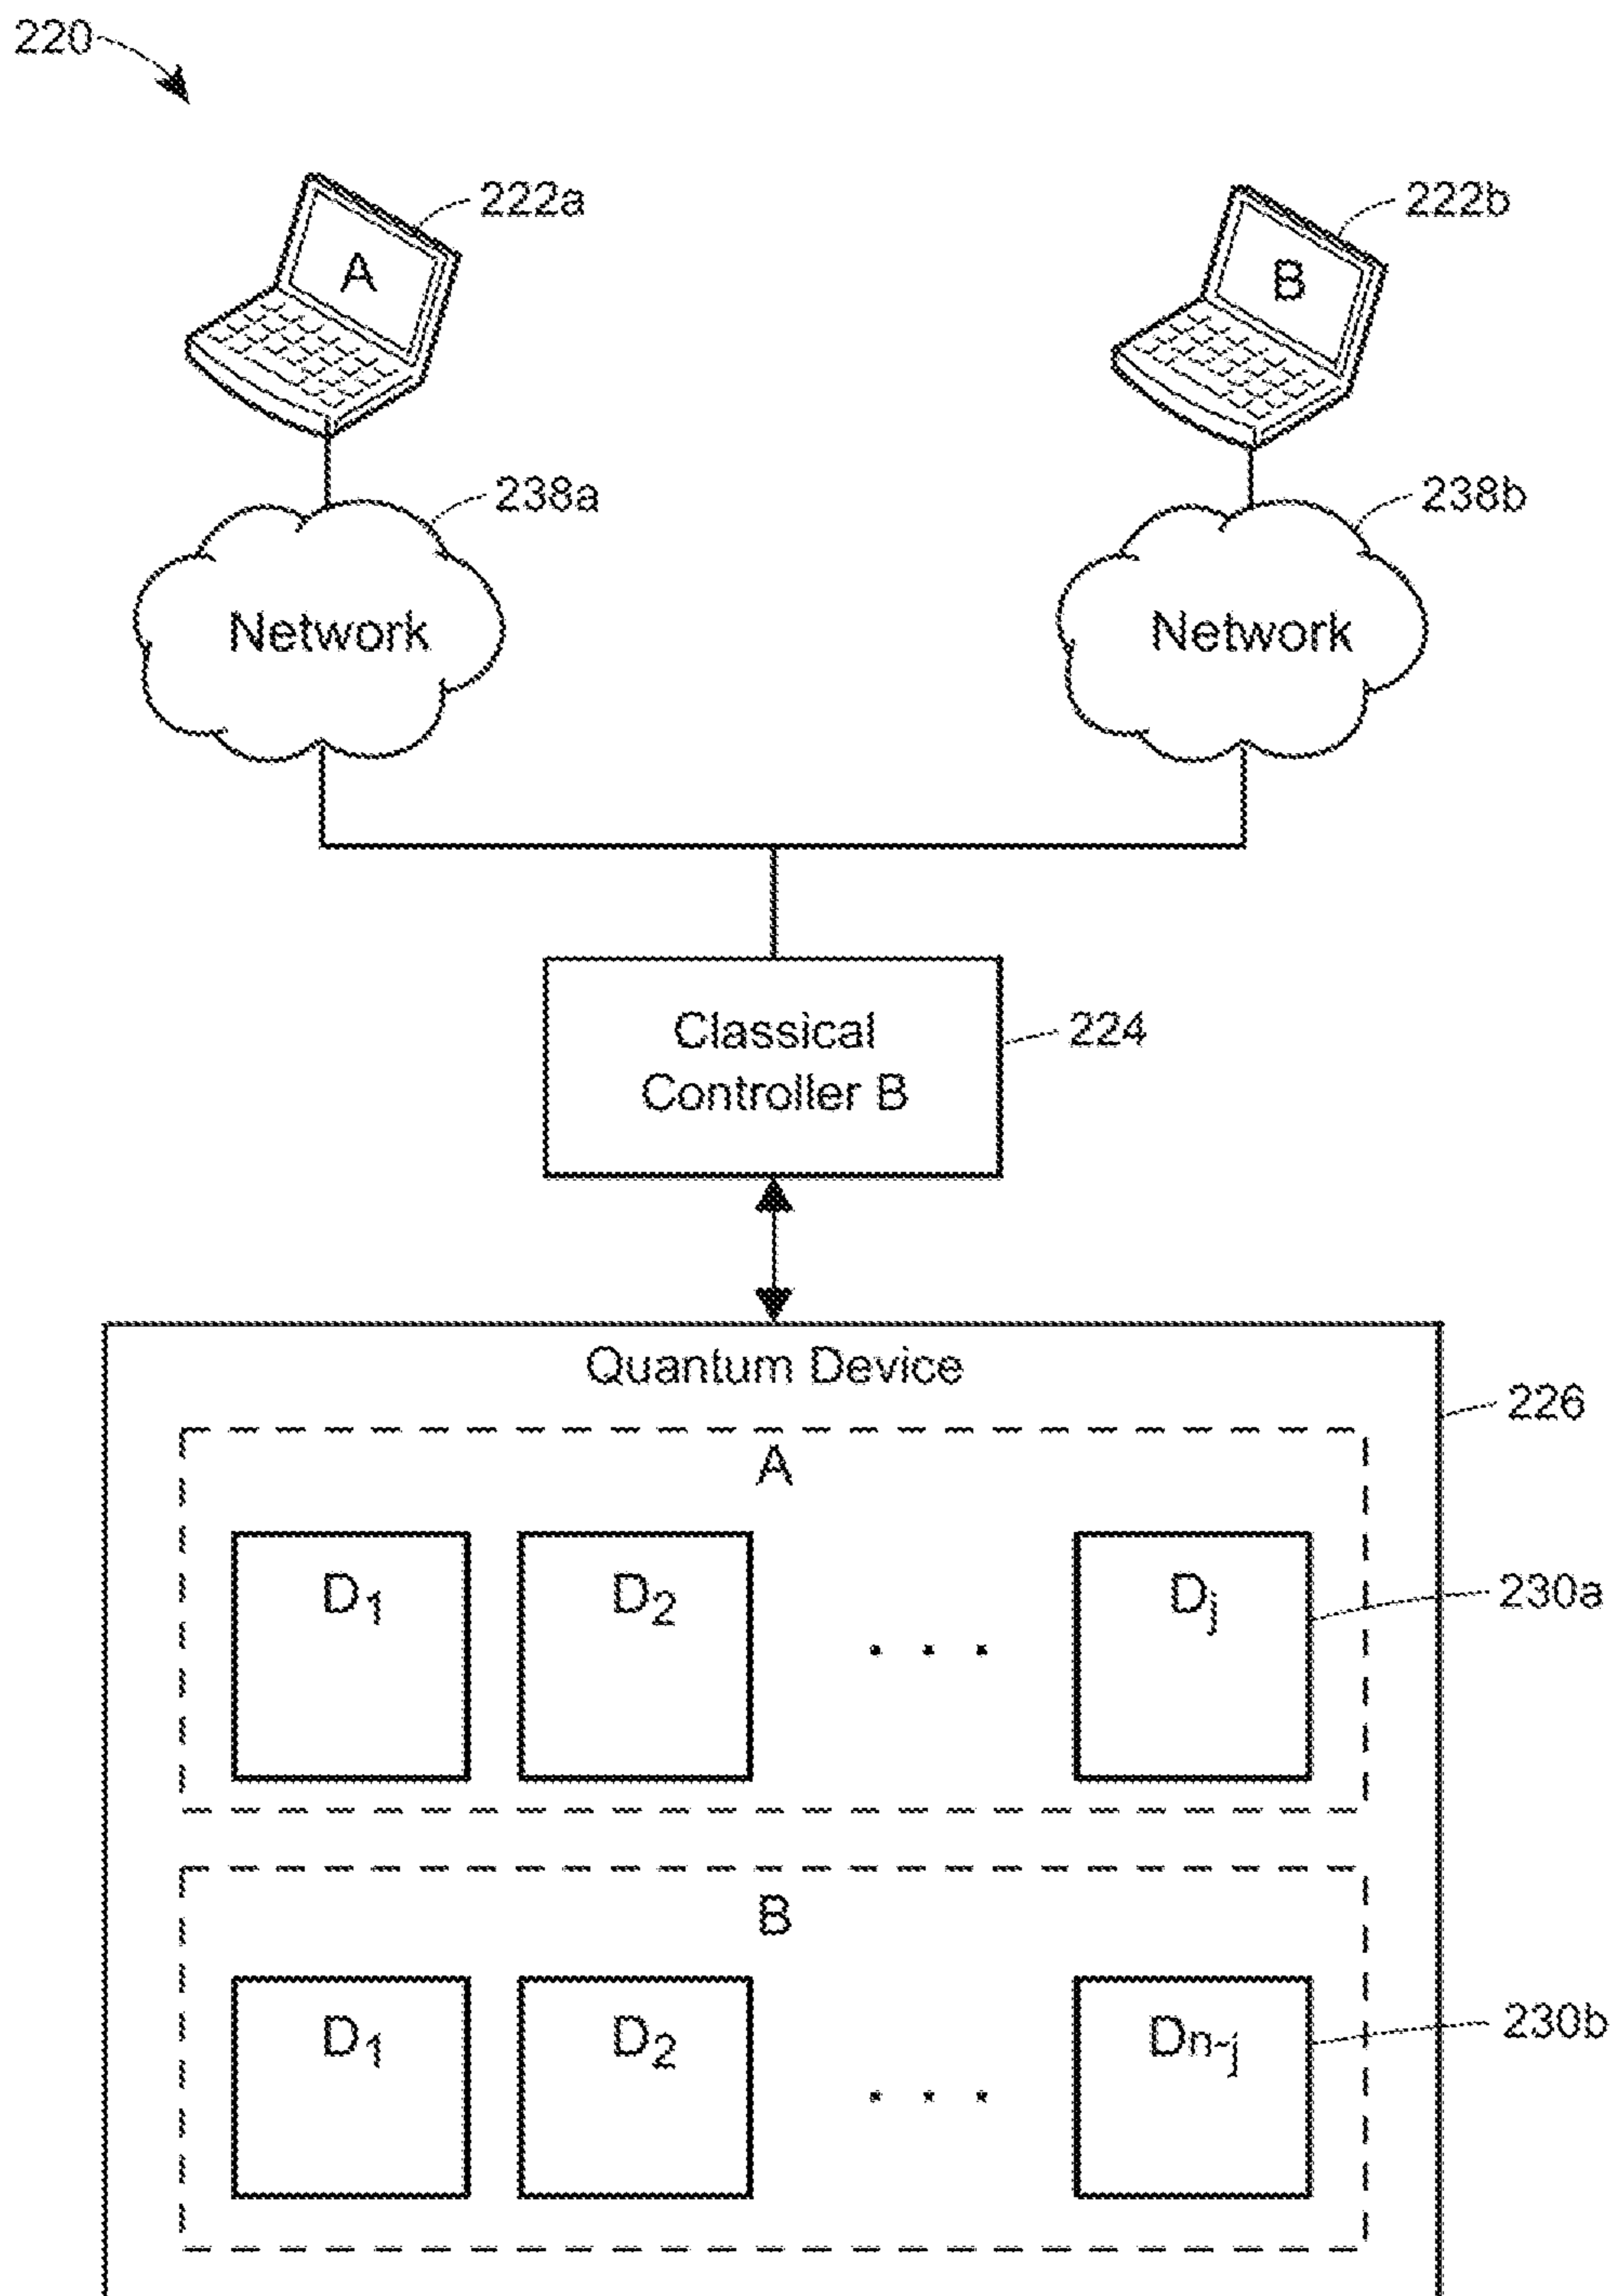 220
222a
222b
A
B
238a
238b
Network
Network
Classical
Controller B
224
Quantum Device
226
A
D1
D2
. . .
Dj
230a
B
D1
D2
. . .
Dn-j
230b